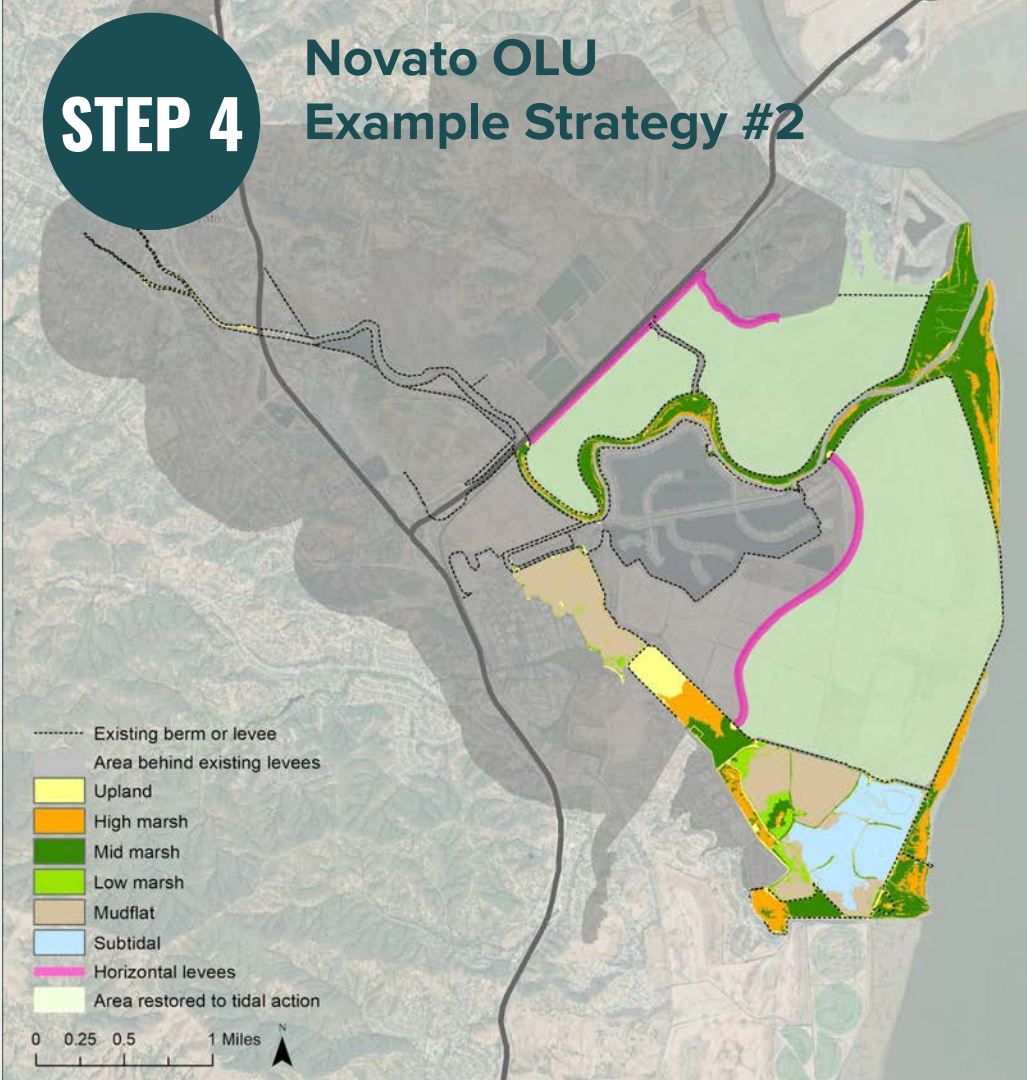 STEP 4
Novato OLU
Example Strategy #2
Existing berm or levee
Area behind existing levees
Upland
High marsh
Mid marsh
Low marsh
Mudflat
Subtidal
Horizontal levees
Area restored to tidal action
0 0.25 0.5 1 Miles
N